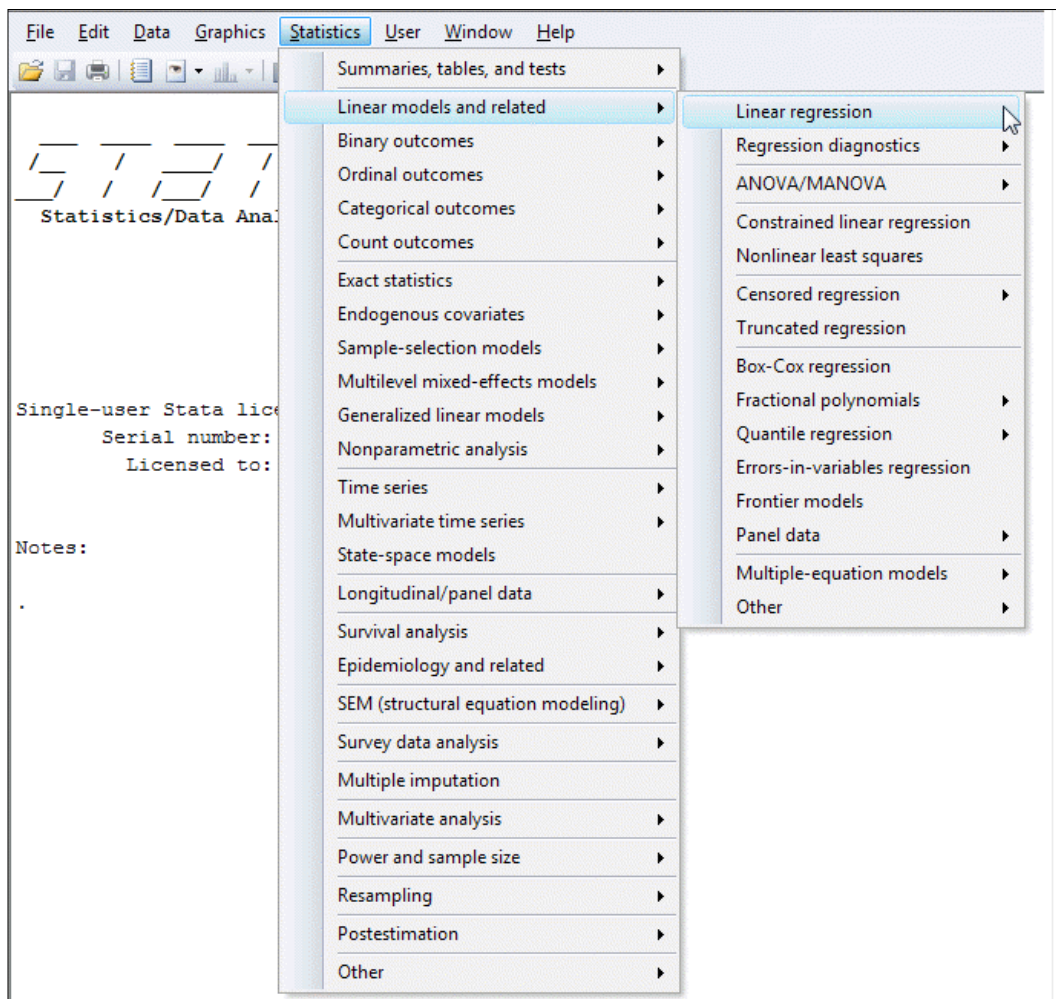 File Edit Data Graphics Statistics User Window Help
Statistics/Data Anal
Single-user Stata lice
Serial number:
Licensed to:
Notes:
.
Summaries, tables, and tests
Linear models and related
Binary outcomes
Ordinal outcomes
Categorical outcomes
Count outcomes
Exact statistics
Endogenous covariates
Sample-selection models
Multilevel mixed-effects models
Generalized linear models
Nonparametric analysis
Time series
Multivariate time series
State-space models
Longitudinal/panel data
Survival analysis
Epidemiology and related
SEM (structural equation modeling)
Survey data analysis
Multiple imputation
Multivariate analysis
Power and sample size
Resampling
Postestimation
Other
Linear regression
Regression diagnostics
ANOVA/MANOVA
Constrained linear regression
Nonlinear least squares
Censored regression
Truncated regression
Box-Cox regression
Fractional polynomials
Quantile regression
Errors-in-variables regression
Frontier models
Panel data
Multiple-equation models
Other